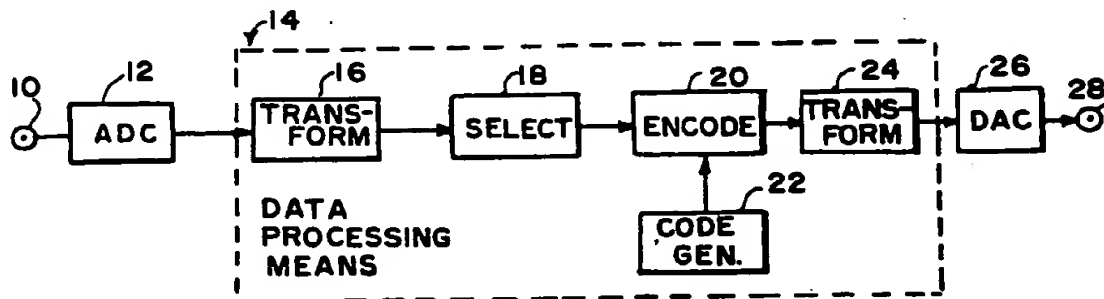 14
10
12
16
18
20
24
26
28
ADC
TRANS-
FORM
SELECT
ENCODE
TRANS-
FORM
DAC
22
CODE
GEN.
DATA
PROCESSING
MEANS